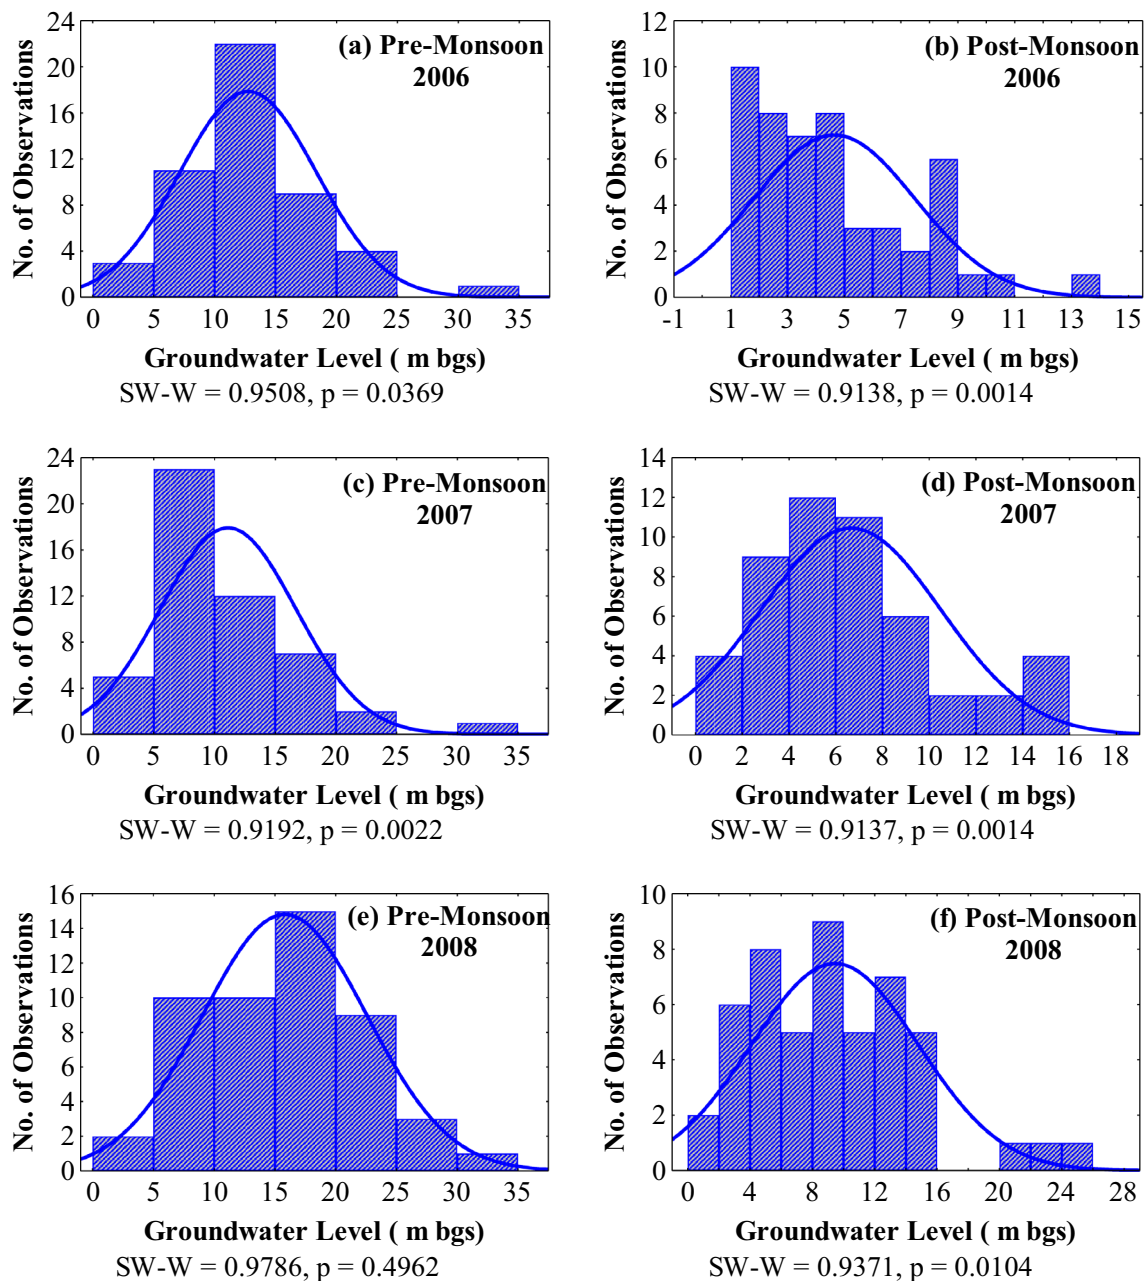 (a) Pre-Monsoon
2006
No. of Observations
24
20
16
12
8
4
0
0 5 10 15 20 25 30 35
Groundwater Level ( m bgs)
SW-W = 0.9508, p = 0.0369
(b) Post-Monsoon
2006
No. of Observations
12
10
8
6
4
2
0
-1 1 3 5 7 9 11 13 15
Groundwater Level ( m bgs)
SW-W = 0.9138, p = 0.0014
(c) Pre-Monsoon
2007
No. of Observations
24
20
16
12
8
4
0
0 5 10 15 20 25 30 35
Groundwater Level ( m bgs)
SW-W = 0.9192, p = 0.0022
(d) Post-Monsoon
2007
No. of Observations
14
12
10
8
6
4
2
0
0 2 4 6 8 10 12 14 16 18
Groundwater Level ( m bgs)
SW-W = 0.9137, p = 0.0014
(e) Pre-Monsoon
2008
No. of Observations
16
14
12
10
8
6
4
2
0
0 5 10 15 20 25 30 35
Groundwater Level ( m bgs)
SW-W = 0.9786, p = 0.4962
(f) Post-Monsoon
2008
No. of Observations
10
8
6
4
2
0
0 4 8 12 16 20 24 28
Groundwater Level ( m bgs)
SW-W = 0.9371, p = 0.0104